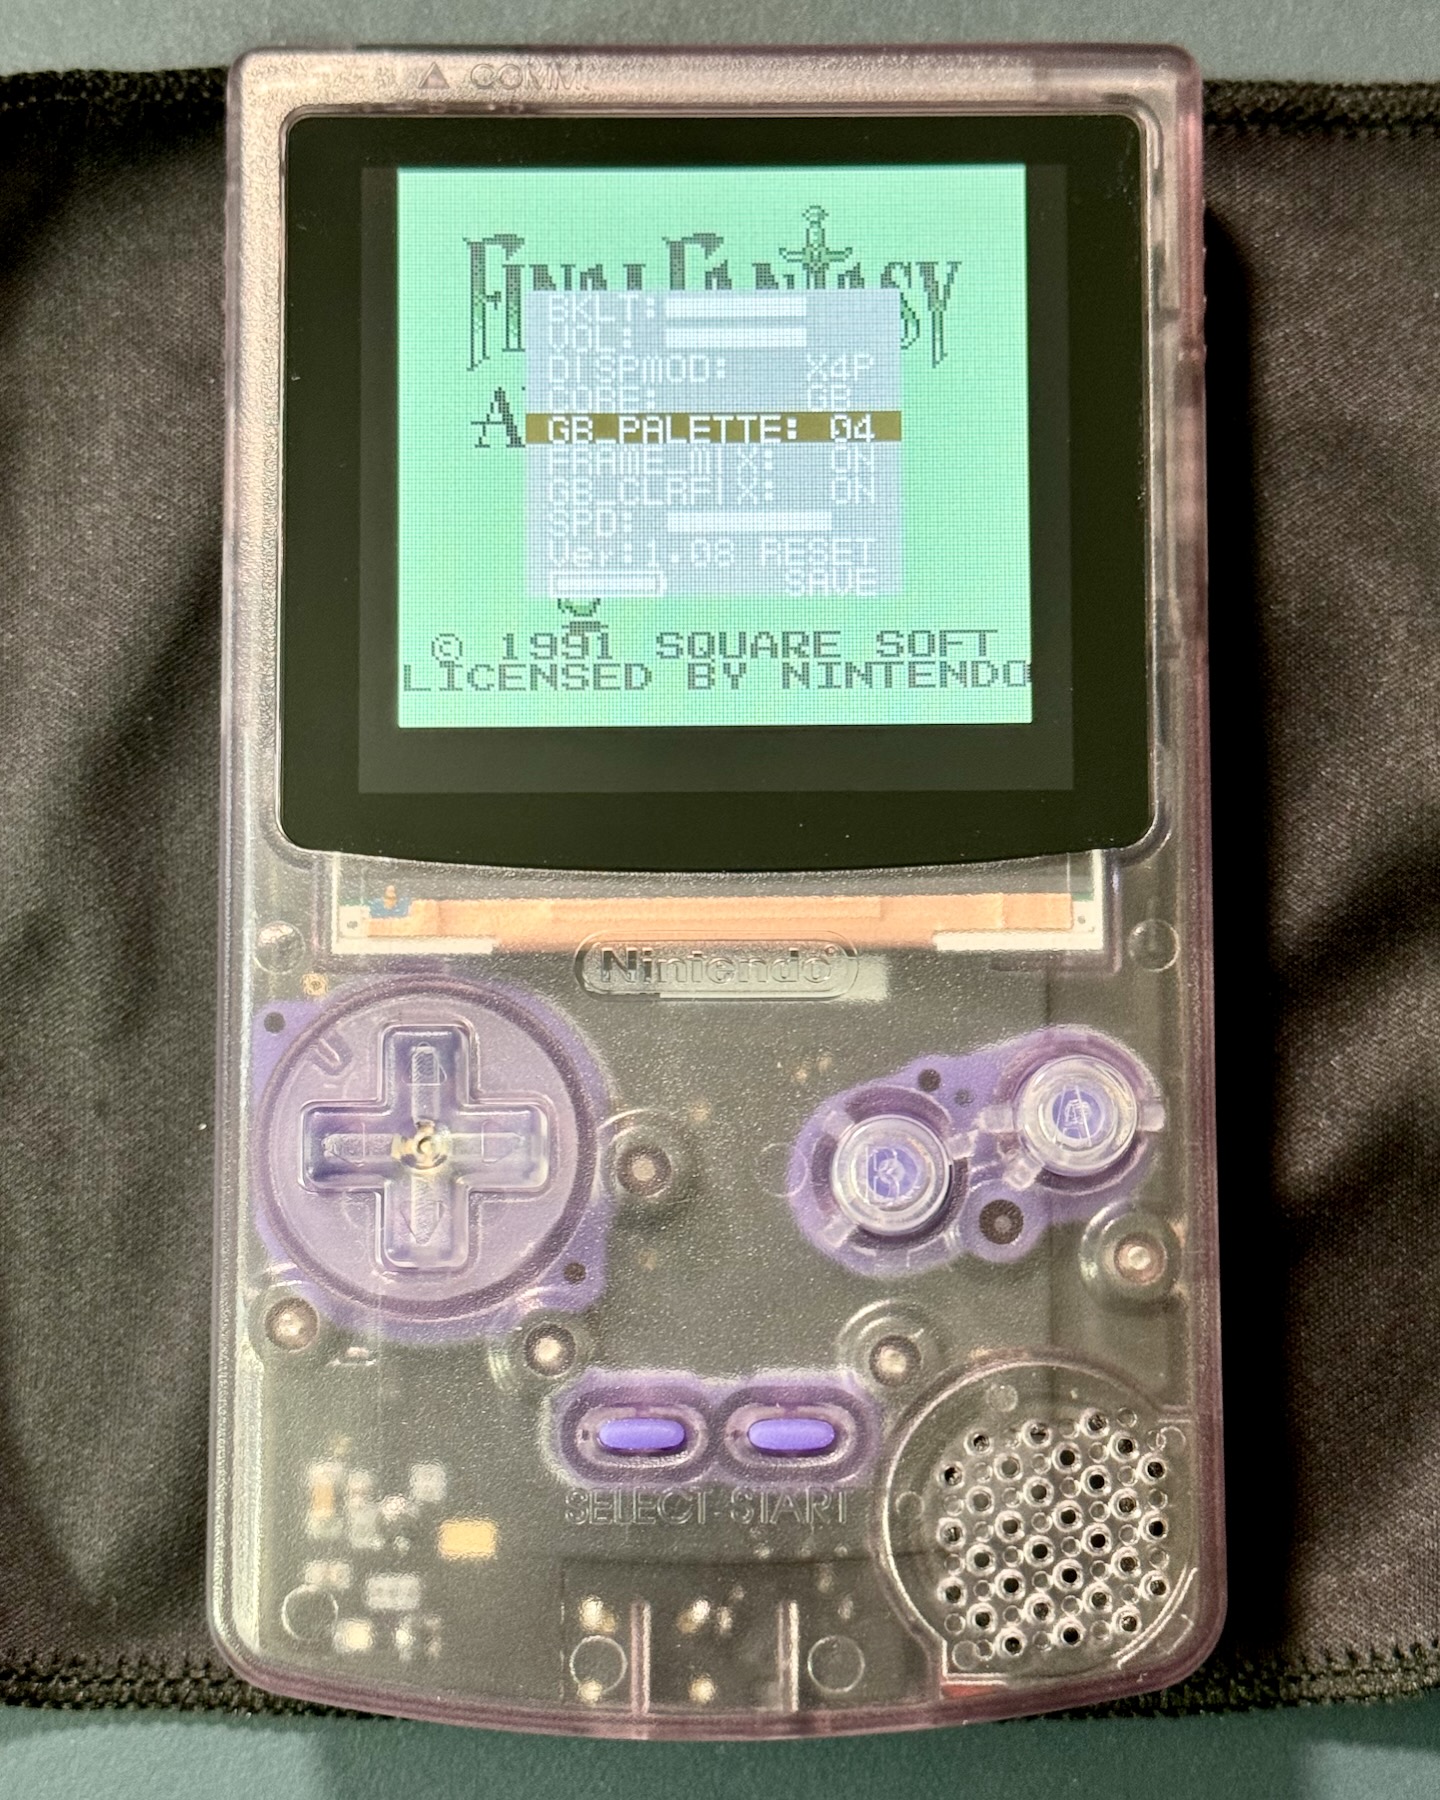 COMM.
FINAL FANTASY
A
BKLT:
VOL:
DISPMOD: X4P
CORE: GB
GB_PALETTE: 04
FRAME_MIX: ON
GB_CLRFIX: ON
SPD:
Ver:1.08 RESET
SAVE
© 1991 SQUARE SOFT
LICENSED BY NINTENDO
Nintendo®
B A
SELECT START